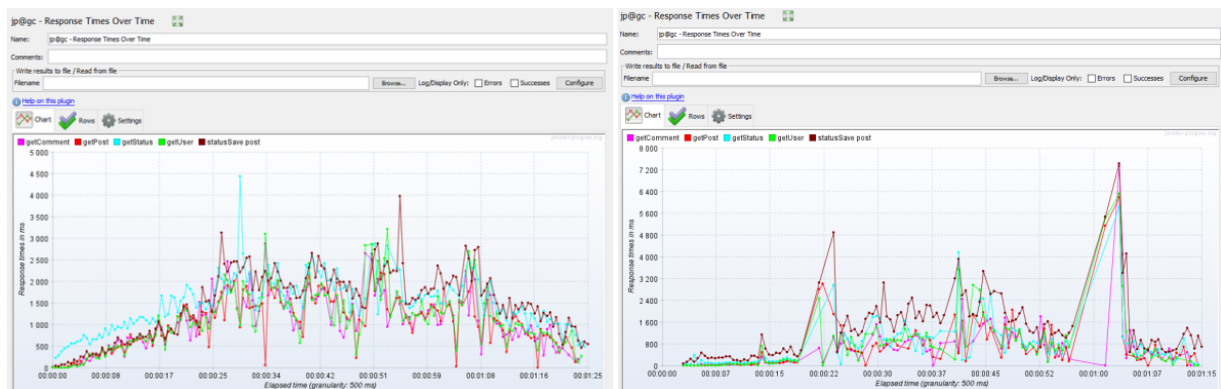 jp@gc - Response Times Over Time
Name: jp@gc - Response Times Over Time
Comments:
Write results to file / Read from file
Filename Browse... Log/Display Only: Errors Successes Configure
Help on this plugin
Chart Rows Settings
jmeter-plugins.org
getComment getPost getStatus getUser statusSave post
5 000
4 500
4 000
3 500
3 000
2 500
2 000
1 500
1 000
500
0
Response times in ms
00:00:00 00:00:08 00:00:17 00:00:25 00:00:34 00:00:42 00:00:51 00:00:59 00:01:08 00:01:16 00:01:25
Elapsed time (granularity: 500 ms)
jp@gc - Response Times Over Time
Name: jp@gc - Response Times Over Time
Comments:
Write results to file / Read from file
Filename Browse... Log/Display Only: Errors Successes Configure
Help on this plugin
Chart Rows Settings
jmeter-plugins.org
getComment getPost getStatus getUser statusSave post
8 000
7 200
6 400
5 600
4 800
4 000
3 200
2 400
1 600
800
0
Response times in ms
00:00:00 00:00:07 00:00:15 00:00:22 00:00:30 00:00:37 00:00:45 00:00:52 00:01:00 00:01:07 00:01:15
Elapsed time (granularity: 500 ms)